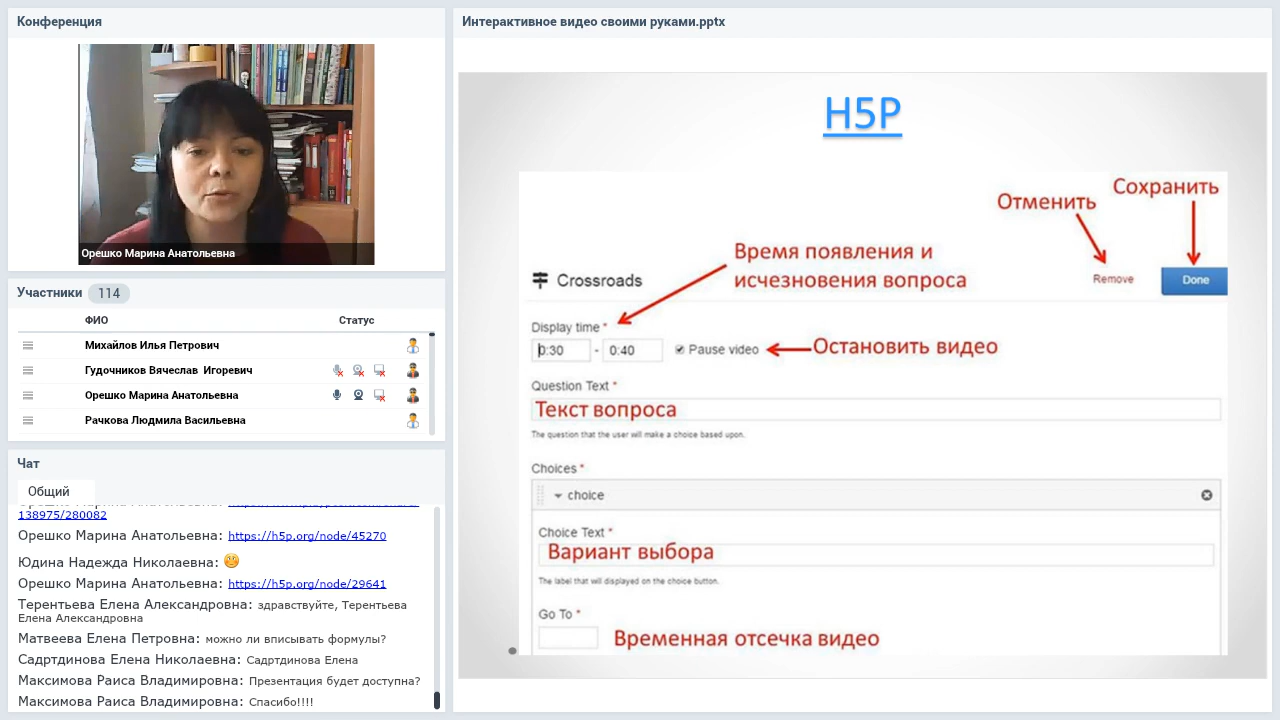 Конференция
Орешко Марина Анатольевна
Участники 114
ФИО Статус
Михайлов Илья Петрович
Гудочников Вячеслав Игоревич
Орешко Марина Анатольевна
Рачкова Людмила Васильевна
Чат
Общий
138975/280082
Орешко Марина Анатольевна: https://h5p.org/node/45270
Юдина Надежда Николаевна:
Орешко Марина Анатольевна: https://h5p.org/node/29641
Терентьева Елена Александровна: здравствуйте, Терентьева
Елена Александровна
Матвеева Елена Петровна: можно ли вписывать формулы?
Садртдинова Елена Николаевна: Садртдинова Елена
Максимова Раиса Владимировна: Презентация будет доступна?
Максимова Раиса Владимировна: Спасибо!!!!
Интерактивное видео своими руками.pptx
H5P
Сохранить
Отменить
Время появления и
исчезновения вопроса
Crossroads
Remove
Done
Display time *
0:30 - 0:40 Pause video
Остановить видео
Question Text *
Текст вопроса
The question that the user will make a choice based upon.
Choices *
choice
Choice Text *
Вариант выбора
The label that will displayed on the choice button.
Go To *
Временная отсечка видео